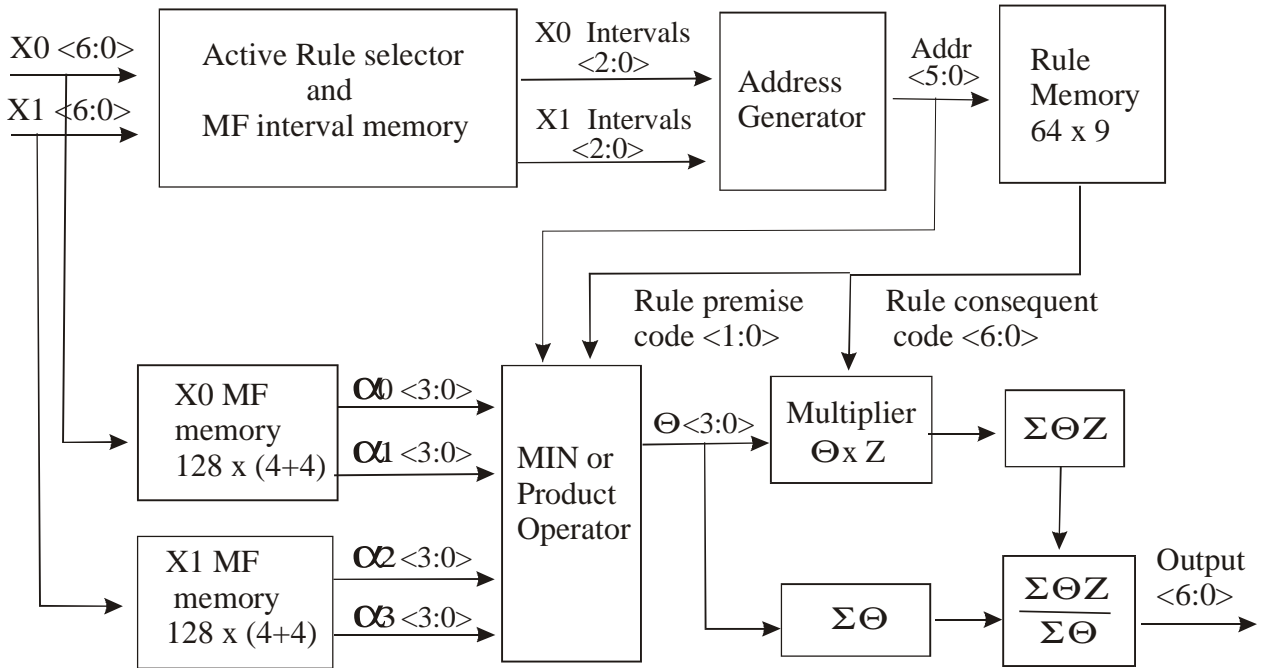 X0 <6:0>
X1 <6:0>
Active Rule selector
and
MF interval memory
X0 Intervals
<2:0>
X1 Intervals
<2:0>
Address
Generator
Addr
<5:0>
Rule
Memory
64 x 9
Rule premise
code <1:0>
Rule consequent
code <6:0>
X0 MF
memory
128 x (4+4)
α0 <3:0>
α1 <3:0>
X1 MF
memory
128 x (4+4)
α2 <3:0>
α3 <3:0>
MIN or
Product
Operator
Θ<3:0>
Multiplier
Θx Z
ΣΘZ
ΣΘ
ΣΘZ
ΣΘ
Output
<6:0>